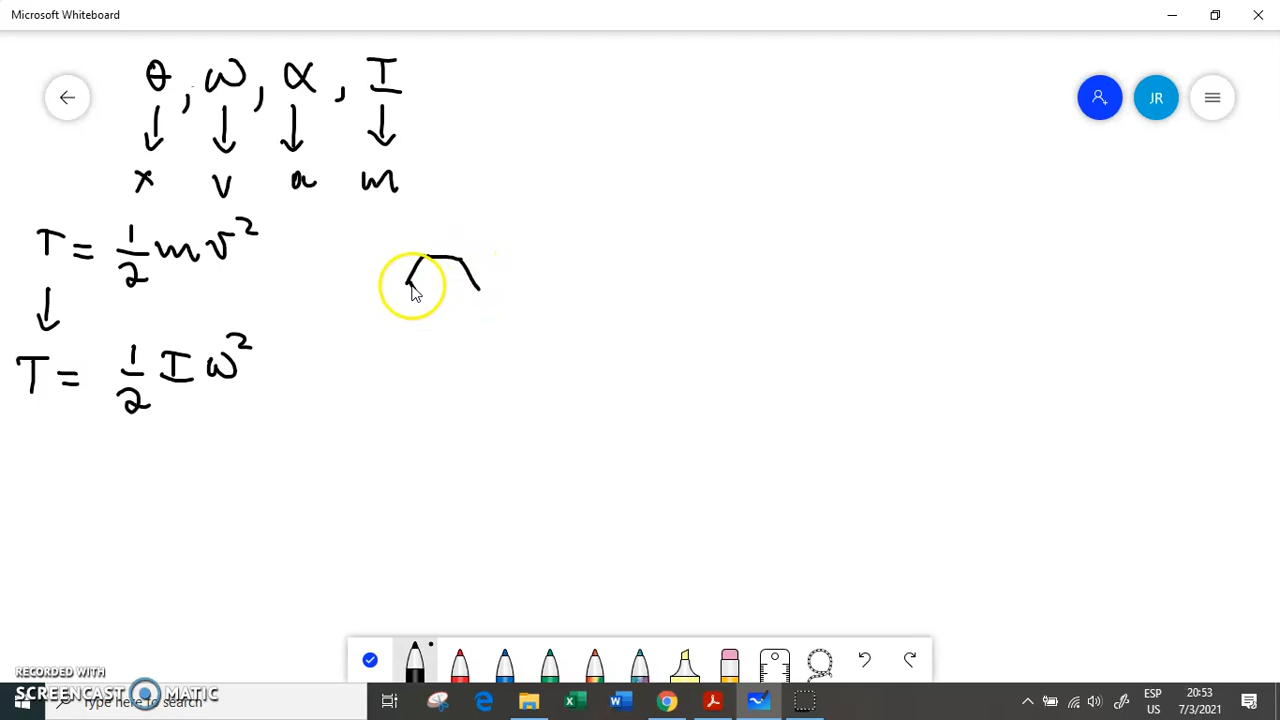 Microsoft Whiteboard
θ, ω, α, I
↓ ↓ ↓ ↓
x v a m
T = 1/2 m v²
↓
T = 1/2 I ω²
JR
RECORDED WITH
SCREENCAST MATIC
Type here to search
ESP
US
20:53
7/3/2021